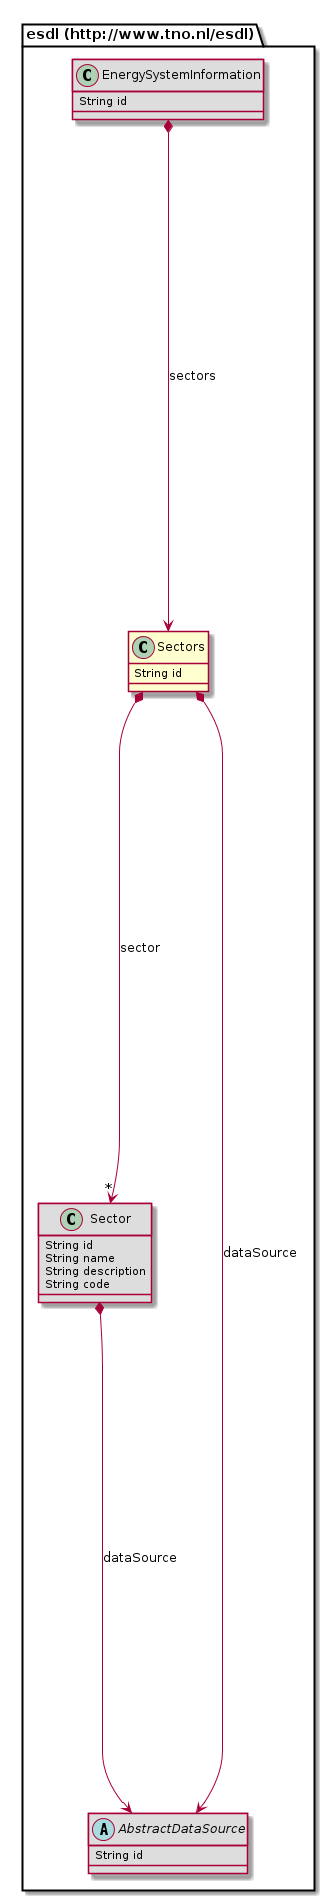 esdl (http://www.tno.nl/esdl)
C EnergySystemInformation
String id
sectors
C Sectors
String id
sector
*
C Sector
String id
String name
String description
String code
dataSource
dataSource
A AbstractDataSource
String id